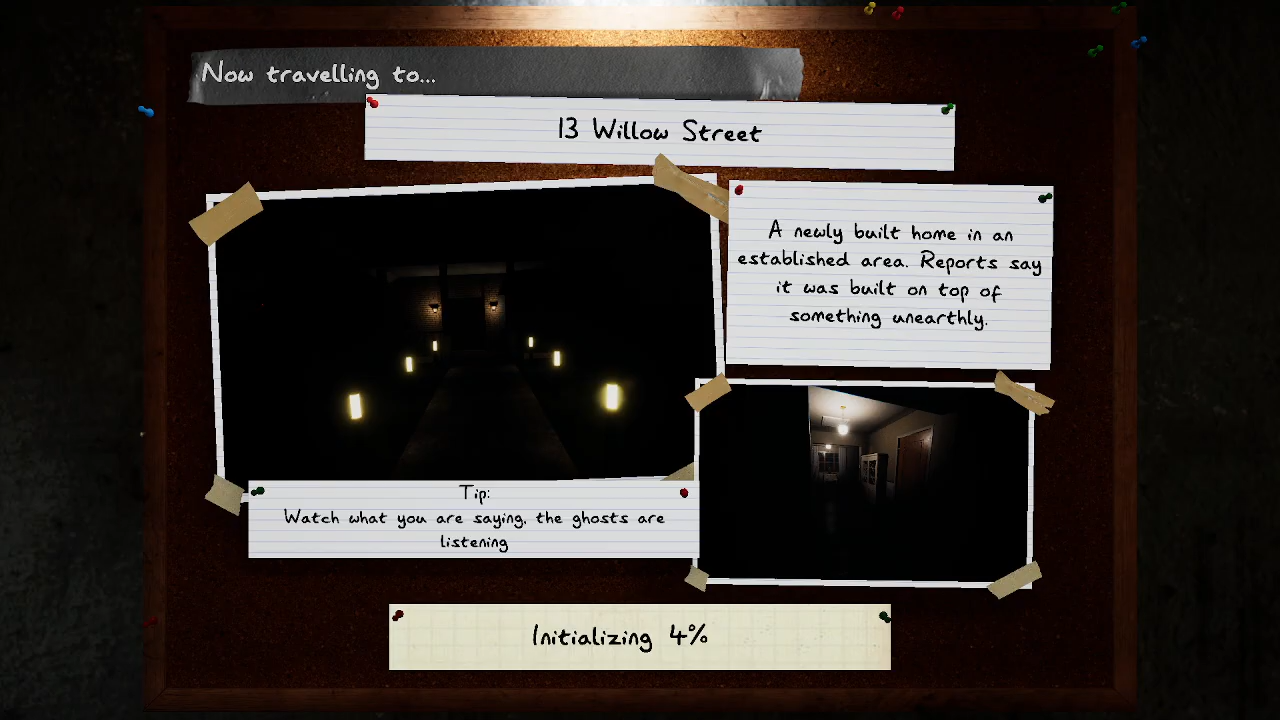 Now travelling to...
13 Willow Street
A newly built home in an
established area. Reports say
it was built on top of
something unearthly.
Tip:
Watch what you are saying, the ghosts are
listening
Initializing 4%